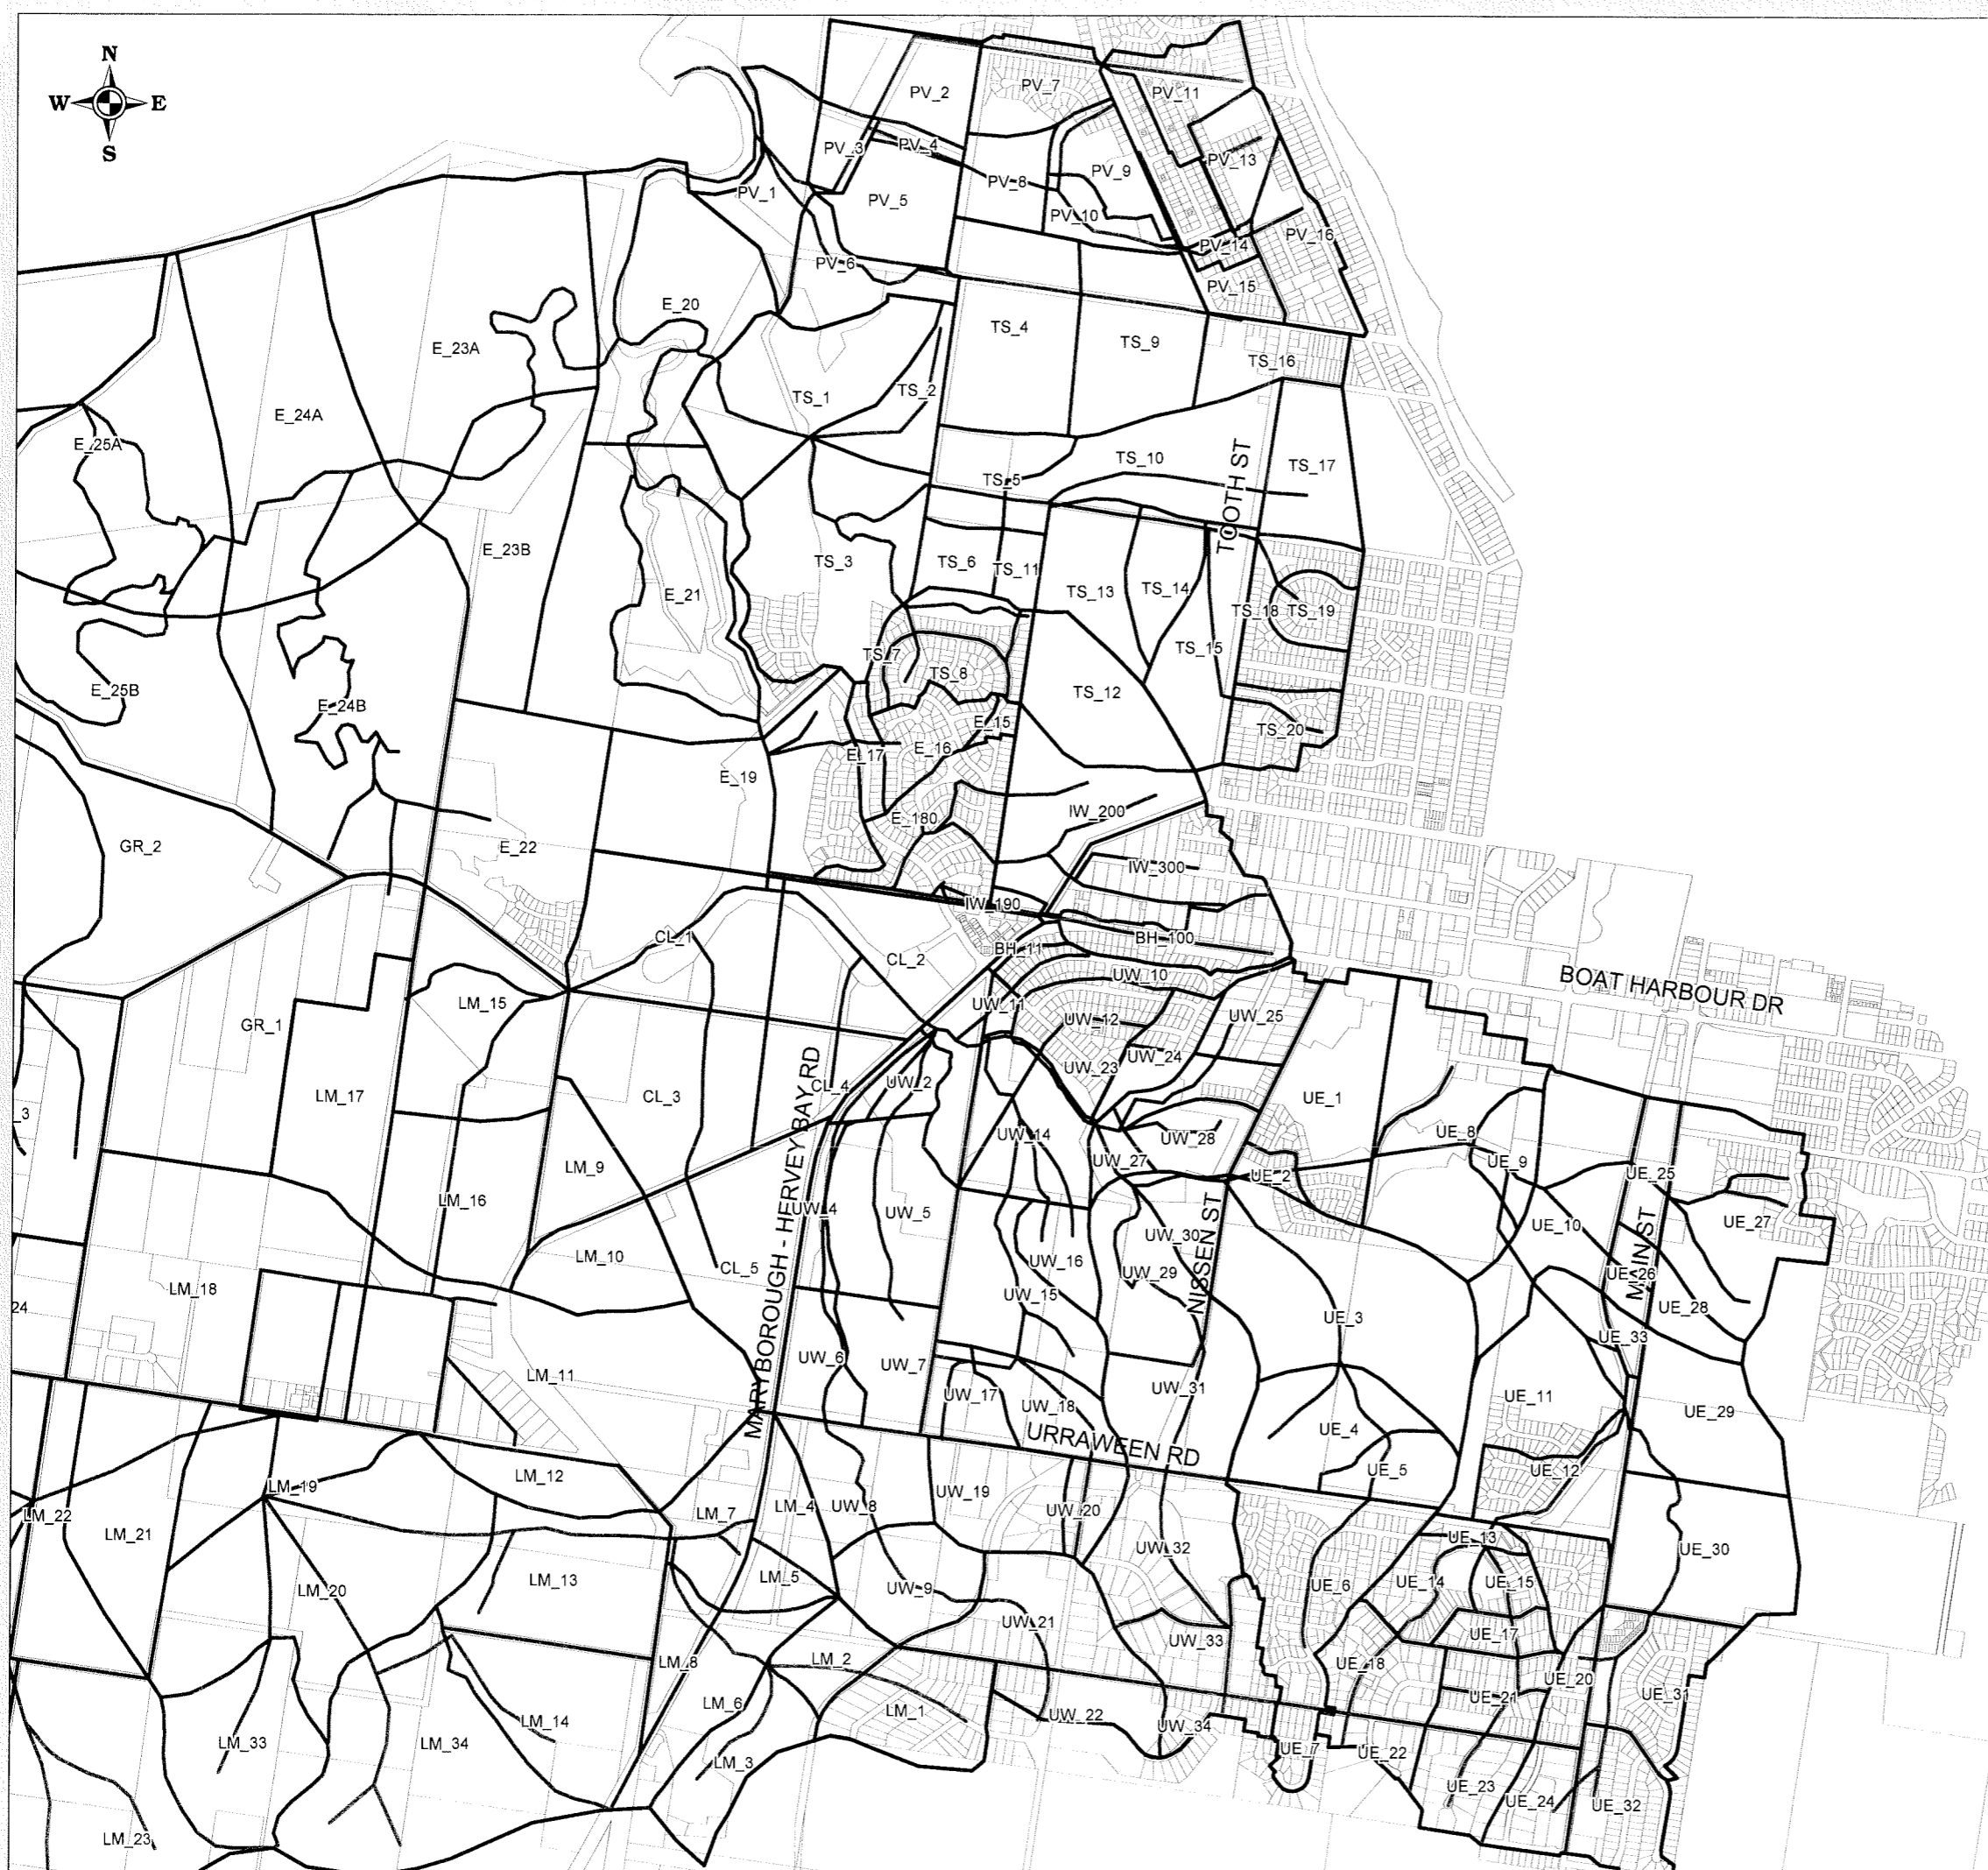 N
W E
S
PV_2
PV_7
PV_11
PV_3
PV_4
PV_13
PV_9
PV_8
PV_1
PV_5
PV_10
PV_14
PV_16
PV_6
PV_15
E_20
TS_4
TS_9
TS_16
E_23A
TS_1
TS_2
E_24A
E_25A
TS_10
TS_17
TS_5
TOOTH ST
E_23B
TS_3
TS_6
TS_11
TS_13
TS_14
E_21
TS_18
TS_19
TS_7
TS_15
TS_8
E_25B
TS_12
E_24B
E_15
TS_20
E_16
E_17
E_19
IW_200
E_180
GR_2
E_22
IW_300
IW_190
CL_1
BH_11
BH_100
CL_2
UW_10
BOAT HARBOUR DR
LM_15
UW_11
UW_25
GR_1
UW_12
UW_24
UW_23
CL_4
UW_2
LM_17
CL_3
UE_1
_3
UW_14
UW_28
UE_8
UW_27
UE_9
LM_9
UE_2
UE_25
LM_16
UW_4
UW_5
UE_27
UE_10
UW_30
LM_10
CL_5
UW_16
UW_29
NISSEN ST
UE_26
MAIN ST
LM_18
UW_15
24
UE_28
UE_3
MARYBOROUGH - HERVEY BAY RD
UE_33
UW_6
UW_7
LM_11
UW_17
UW_31
UE_11
UW_18
UE_29
UE_4
URRAWEEN RD
LM_12
UE_5
UE_12
LM_19
UW_19
LM_7
LM_4
UW_8
UW_20
LM_22
LM_21
UE_13
UW_32
UE_30
LM_20
LM_13
LM_5
UW_9
UE_6
UE_14
UE_15
UW_21
UE_17
UW_33
LM_8
LM_2
UE_18
UE_20
LM_6
UE_31
UE_21
LM_1
LM_14
UW_22
UW_34
LM_33
LM_34
UE_7
UE_22
LM_3
UE_23
UE_24
UE_32
LM_23